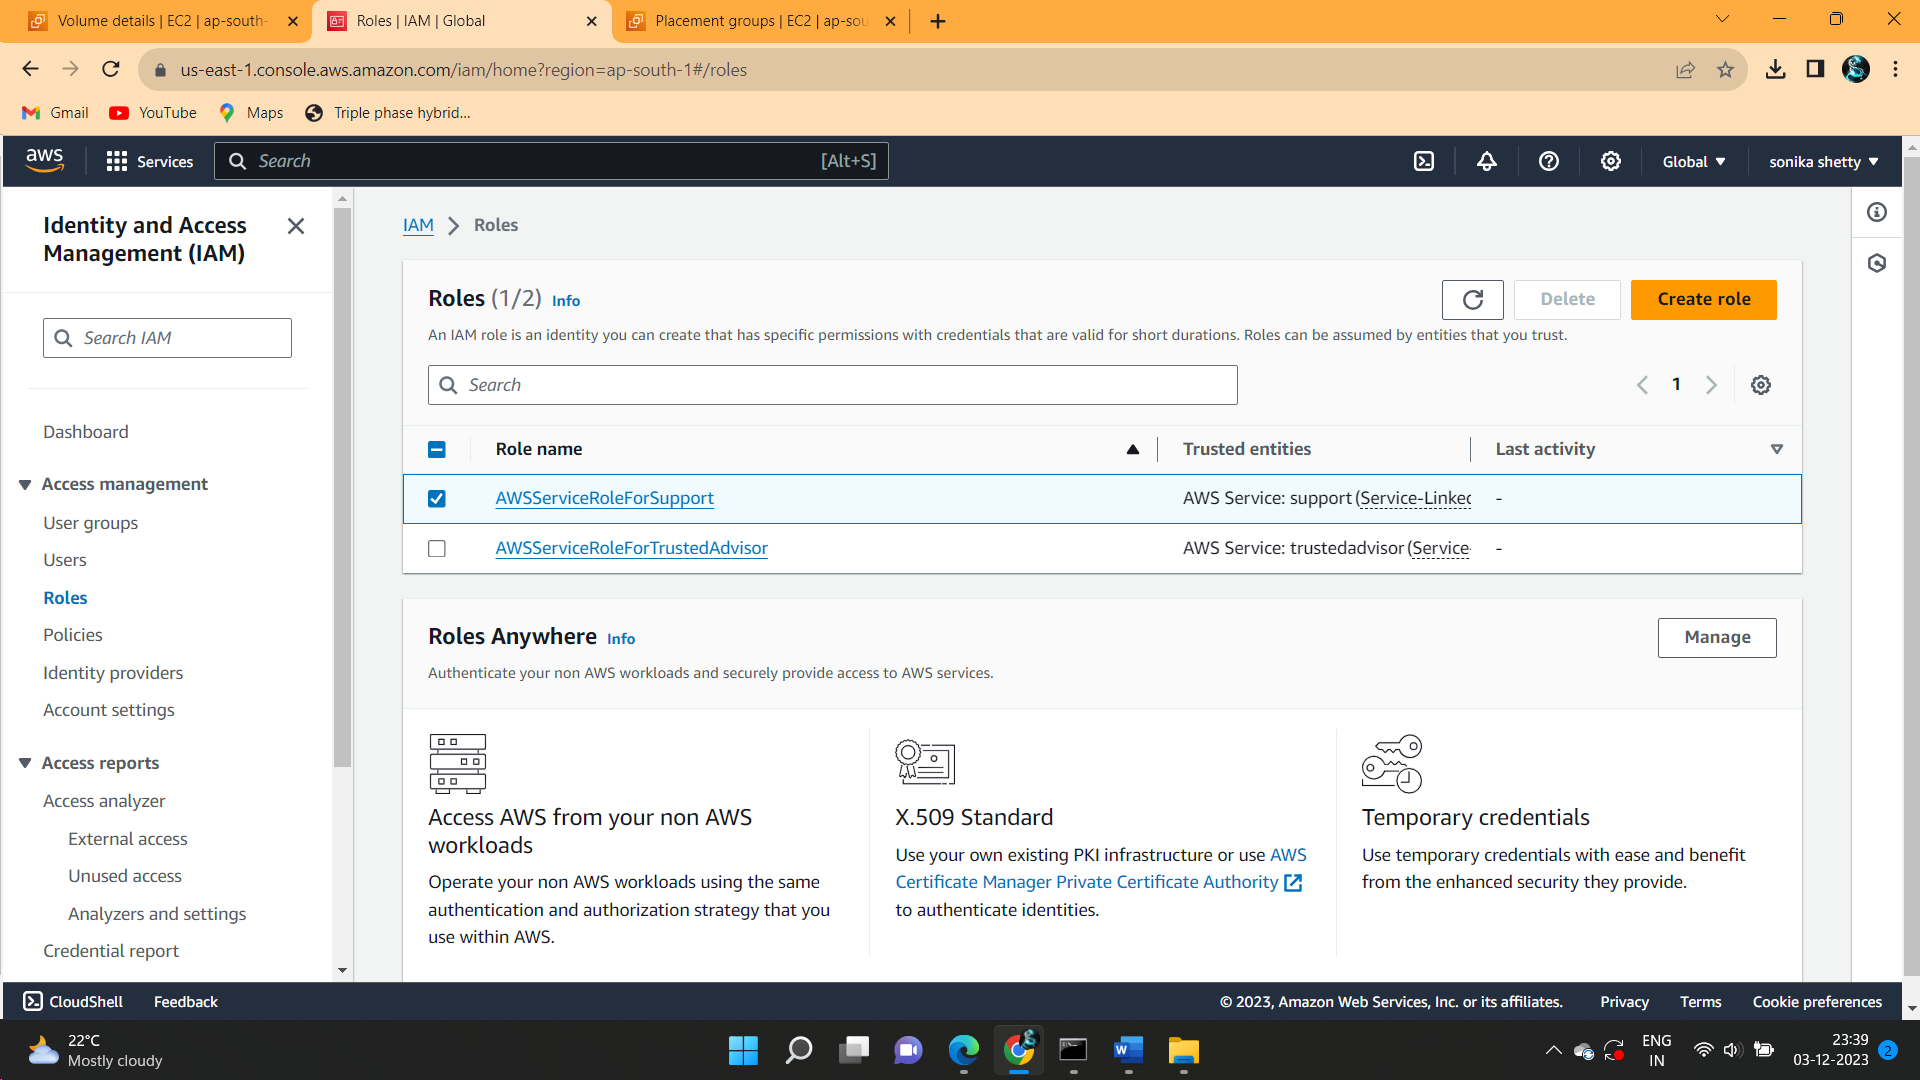 Volume details | EC2 | ap-south-
Roles | IAM | Global
Placement groups | EC2 | ap-sou
us-east-1.console.aws.amazon.com/iam/home?region=ap-south-1#/roles
Gmail
YouTube
Maps
Triple phase hybrid...
aws
Services
Search
[Alt+S]
Global
sonika shetty
Identity and Access
Management (IAM)
Search IAM
Dashboard
Access management
User groups
Users
Roles
Policies
Identity providers
Account settings
Access reports
Access analyzer
External access
Unused access
Analyzers and settings
Credential report
IAM
Roles
Roles (1/2) Info
Delete
Create role
An IAM role is an identity you can create that has specific permissions with credentials that are valid for short durations. Roles can be assumed by entities that you trust.
Search
1
Role name
Trusted entities
Last activity
AWSServiceRoleForSupport
AWS Service: support (Service-Linked
-
AWSServiceRoleForTrustedAdvisor
AWS Service: trustedadvisor (Service-
-
Roles Anywhere Info
Manage
Authenticate your non AWS workloads and securely provide access to AWS services.
Access AWS from your non AWS
workloads
Operate your non AWS workloads using the same
authentication and authorization strategy that you
use within AWS.
X.509 Standard
Use your own existing PKI infrastructure or use AWS
Certificate Manager Private Certificate Authority
to authenticate identities.
Temporary credentials
Use temporary credentials with ease and benefit
from the enhanced security they provide.
CloudShell
Feedback
© 2023, Amazon Web Services, Inc. or its affiliates.
Privacy
Terms
Cookie preferences
22°C
Mostly cloudy
W
ENG
IN
23:39
03-12-2023
2